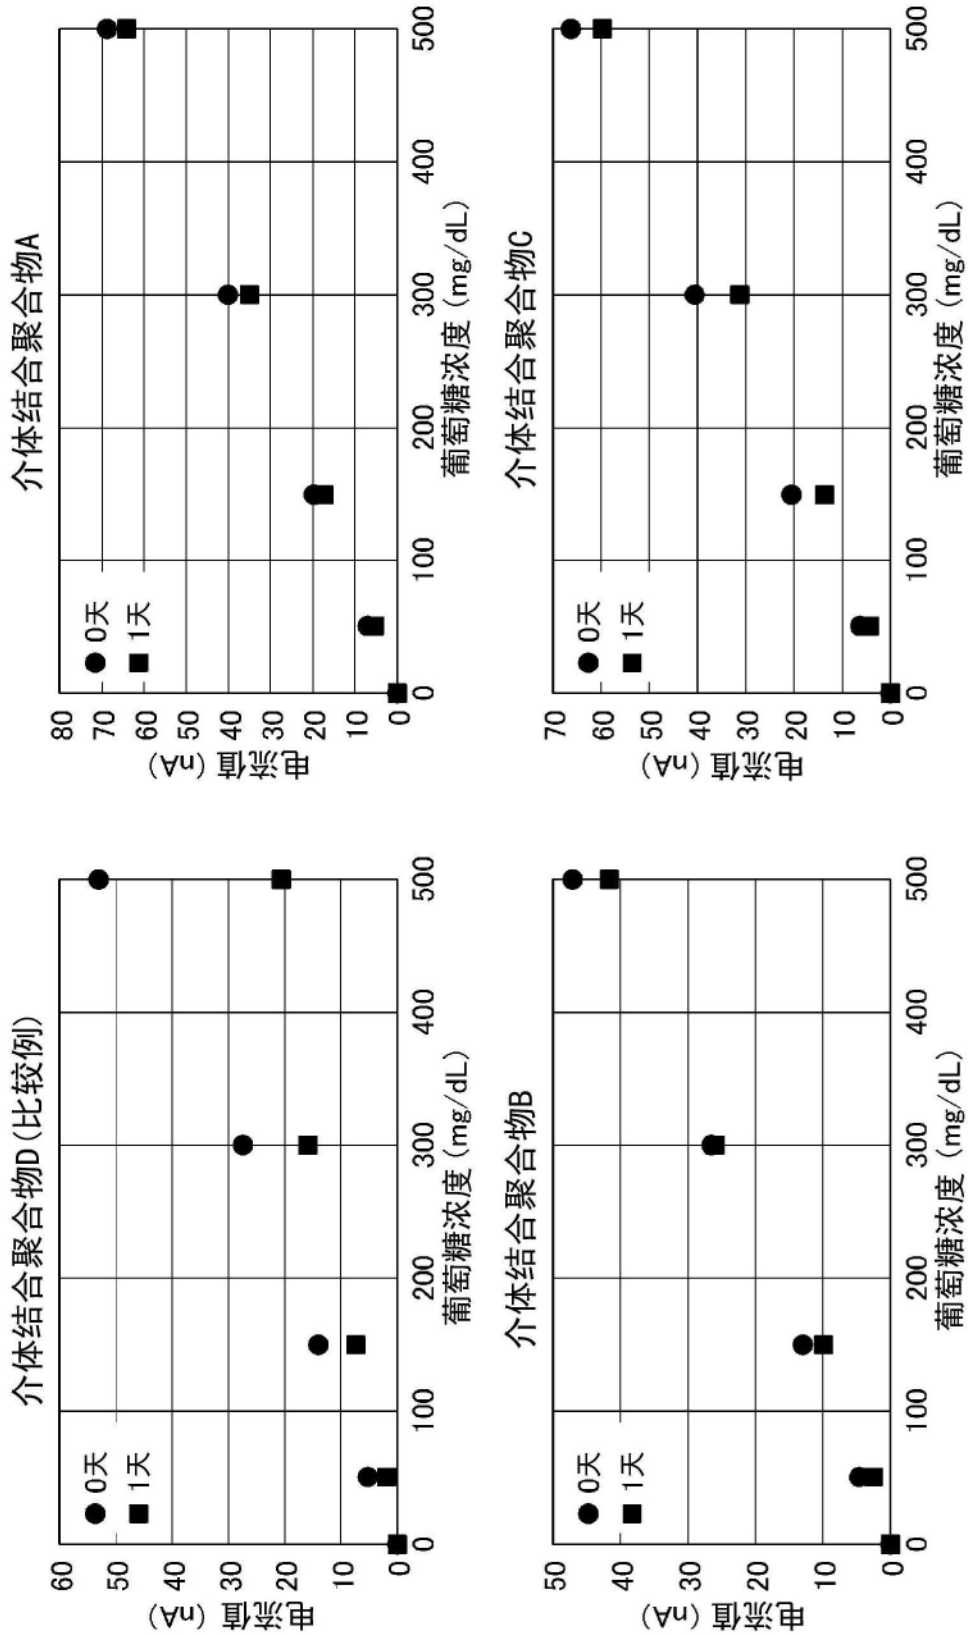 介体结合聚合物D(比较例)
电流值 (nA)
60
50
40
30
20
10
0
● 0天
■ 1天
0 100 200 300 400 500
葡萄糖浓度 (mg/dL)
介体结合聚合物A
电流值 (nA)
80
70
60
50
40
30
20
10
0
● 0天
■ 1天
0 100 200 300 400 500
葡萄糖浓度 (mg/dL)
介体结合聚合物B
电流值 (nA)
50
40
30
20
10
0
● 0天
■ 1天
0 100 200 300 400 500
葡萄糖浓度 (mg/dL)
介体结合聚合物C
电流值 (nA)
70
60
50
40
30
20
10
0
● 0天
■ 1天
0 100 200 300 400 500
葡萄糖浓度 (mg/dL)